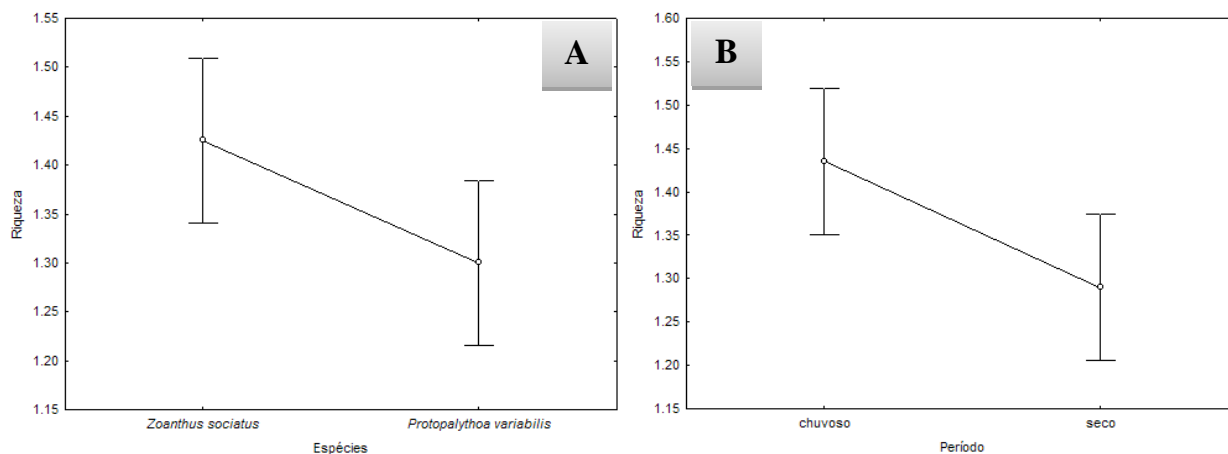 A
1.55
1.50
1.45
1.40
1.35
1.30
1.25
1.20
1.15
Riqueza
Zoanthus sociatus
Protopalythoa variabilis
Espécies
B
1.60
1.55
1.50
1.45
1.40
1.35
1.30
1.25
1.20
1.15
Riqueza
chuvoso
seco
Período